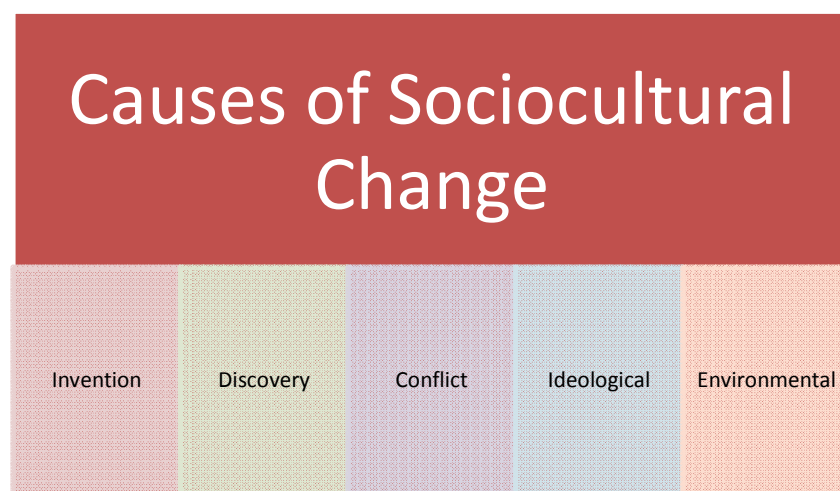 Causes of Sociocultural
Change
Invention
Discovery
Conflict
Ideological
Environmental